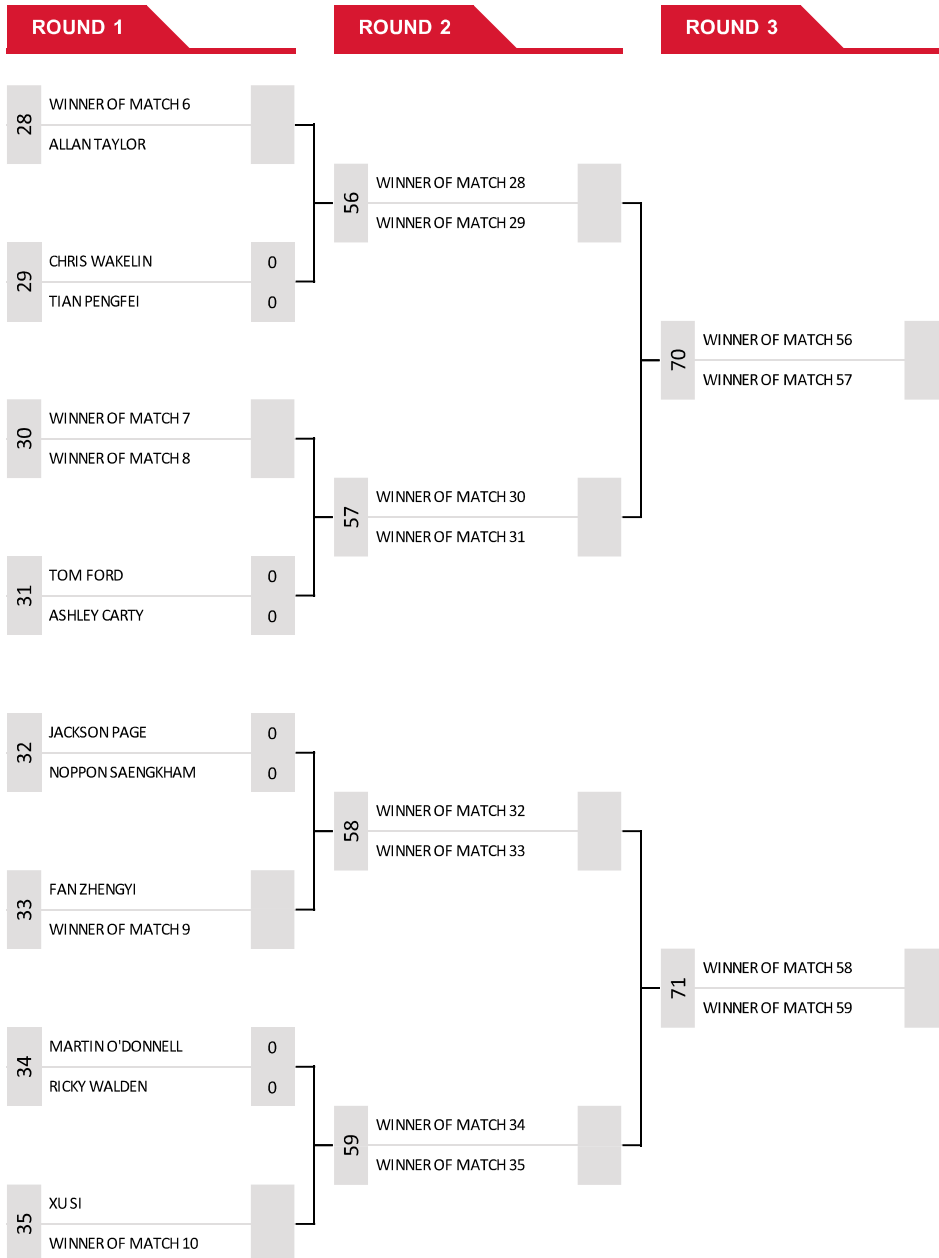 ROUND 1
ROUND 2
ROUND 3
28
WINNER OF MATCH 6
ALLAN TAYLOR
56
WINNER OF MATCH 28
WINNER OF MATCH 29
29
CHRIS WAKELIN 0
TIAN PENGFEI 0
70
WINNER OF MATCH 56
WINNER OF MATCH 57
30
WINNER OF MATCH 7
WINNER OF MATCH 8
57
WINNER OF MATCH 30
WINNER OF MATCH 31
31
TOM FORD 0
ASHLEY CARTY 0
32
JACKSON PAGE 0
NOPPON SAENGKHAM 0
58
WINNER OF MATCH 32
WINNER OF MATCH 33
33
FAN ZHENGYI
WINNER OF MATCH 9
71
WINNER OF MATCH 58
WINNER OF MATCH 59
34
MARTIN O'DONNELL 0
RICKY WALDEN 0
59
WINNER OF MATCH 34
WINNER OF MATCH 35
35
XU SI
WINNER OF MATCH 10